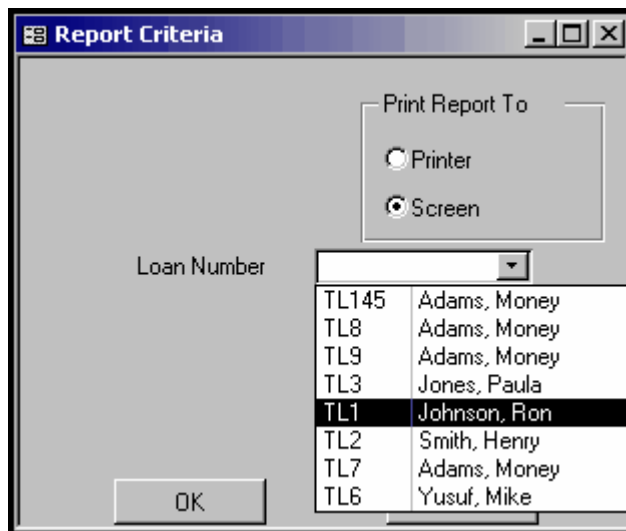 Report Criteria
Print Report To
Printer
Screen
Loan Number
TL145 Adams, Money
TL8 Adams, Money
TL9 Adams, Money
TL3 Jones, Paula
TL1 Johnson, Ron
TL2 Smith, Henry
TL7 Adams, Money
TL6 Yusuf, Mike
OK